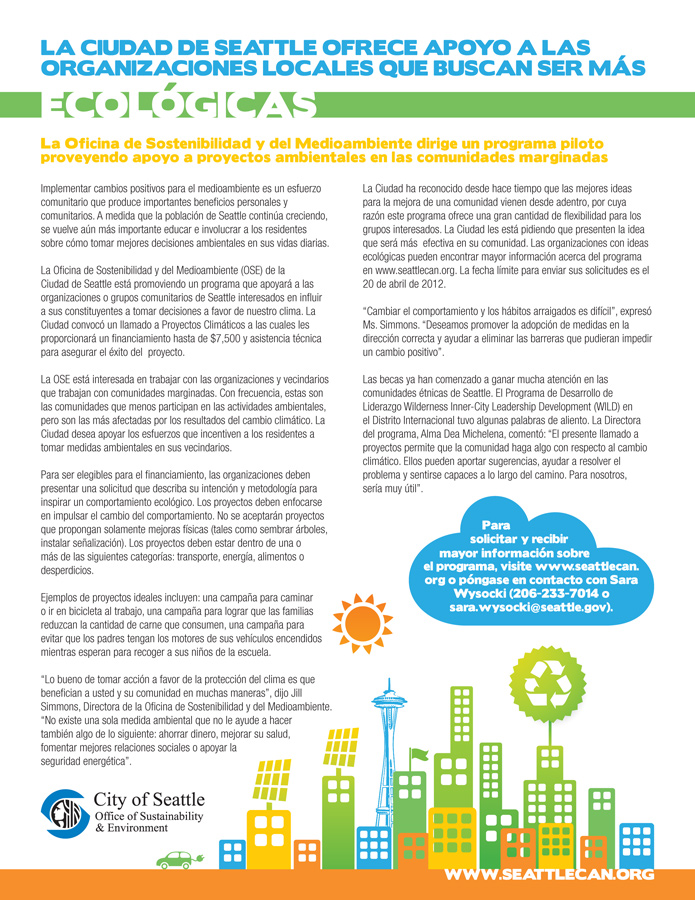 LA CIUDAD DE SEATTLE OFRECE APOYO A LAS
ORGANIZACIONES LOCALES QUE BUSCAN SER MÁS
ECOLÓGICAS
La Oficina de Sostenibilidad y del Medioambiente dirige un programa piloto
proveyendo apoyo a proyectos ambientales en las comunidades marginadas
Implementar cambios positivos para el medioambiente es un esfuerzo
comunitario que produce importantes beneficios personales y
comunitarios. A medida que la población de Seattle continúa creciendo,
se vuelve aún más importante educar e involucrar a los residentes
sobre cómo tomar mejores decisiones ambientales en sus vidas diarias.
La Oficina de Sostenibilidad y del Medioambiente (OSE) de la
Ciudad de Seattle está promoviendo un programa que apoyará a las
organizaciones o grupos comunitarios de Seattle interesados en influir
a sus constituyentes a tomar decisiones a favor de nuestro clima. La
Ciudad convocó un llamado a Proyectos Climáticos a las cuales les
proporcionará un financiamiento hasta de $7,500 y asistencia técnica
para asegurar el éxito del proyecto.
La OSE está interesada en trabajar con las organizaciones y vecindarios
que trabajan con comunidades marginadas. Con frecuencia, estas son
las comunidades que menos participan en las actividades ambientales,
pero son las más afectadas por los resultados del cambio climático. La
Ciudad desea apoyar los esfuerzos que incentiven a los residentes a
tomar medidas ambientales en sus vecindarios.
Para ser elegibles para el financiamiento, las organizaciones deben
presentar una solicitud que describa su intención y metodología para
inspirar un comportamiento ecológico. Los proyectos deben enfocarse
en impulsar el cambio del comportamiento. No se aceptarán proyectos
que propongan solamente mejoras físicas (tales como sembrar árboles,
instalar señalización). Los proyectos deben estar dentro de una o
más de las siguientes categorías: transporte, energía, alimentos o
desperdicios.
Ejemplos de proyectos ideales incluyen: una campaña para caminar
o ir en bicicleta al trabajo, una campaña para lograr que las familias
reduzcan la cantidad de carne que consumen, una campaña para
evitar que los padres tengan los motores de sus vehículos encendidos
mientras esperan para recoger a sus niños de la escuela.
“Lo bueno de tomar acción a favor de la protección del clima es que
benefician a usted y su comunidad en muchas maneras”, dijo Jill
Simmons, Directora de la Oficina de Sostenibilidad y del Medioambiente.
“No existe una sola medida ambiental que no le ayude a hacer
también algo de lo siguiente: ahorrar dinero, mejorar su salud,
fomentar mejores relaciones sociales o apoyar la
seguridad energética”.
La Ciudad ha reconocido desde hace tiempo que las mejores ideas
para la mejora de una comunidad vienen desde adentro, por cuya
razón este programa ofrece una gran cantidad de flexibilidad para los
grupos interesados. La Ciudad les está pidiendo que presenten la idea
que será más efectiva en su comunidad. Las organizaciones con ideas
ecológicas pueden encontrar mayor información acerca del programa
en www.seattlecan.org. La fecha límite para enviar sus solicitudes es el
20 de abril de 2012.
“Cambiar el comportamiento y los hábitos arraigados es difícil”, expresó
Ms. Simmons. “Deseamos promover la adopción de medidas en la
dirección correcta y ayudar a eliminar las barreras que pudieran impedir
un cambio positivo”.
Las becas ya han comenzado a ganar mucha atención en las
comunidades étnicas de Seattle. El Programa de Desarrollo de
Liderazgo Wilderness Inner-City Leadership Development (WILD) en
el Distrito Internacional tuvo algunas palabras de aliento. La Directora
del programa, Alma Dea Michelena, comentó: “El presente llamado a
proyectos permite que la comunidad haga algo con respecto al cambio
climático. Ellos pueden aportar sugerencias, ayudar a resolver el
problema y sentirse capaces a lo largo del camino. Para nosotros,
sería muy útil”.
Para
solicitar y recibir
mayor información sobre
el programa, visite www.seattlecan.
org o póngase en contacto con Sara
Wysocki (206-233-7014 o
sara.wysocki@seattle.gov).
City of Seattle
Office of Sustainability
& Environment
WWW.SEATTLECAN.ORG